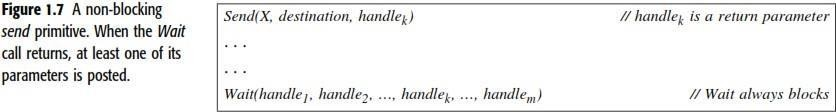 Figure 1.7 A non-blocking
send primitive. When the Wait
call returns, at least one of its
parameters is posted.
Send(X, destination, handlek) // handlek is a return parameter
. . .
. . .
Wait(handle1, handle2, ..., handlek, ..., handlem) // Wait always blocks